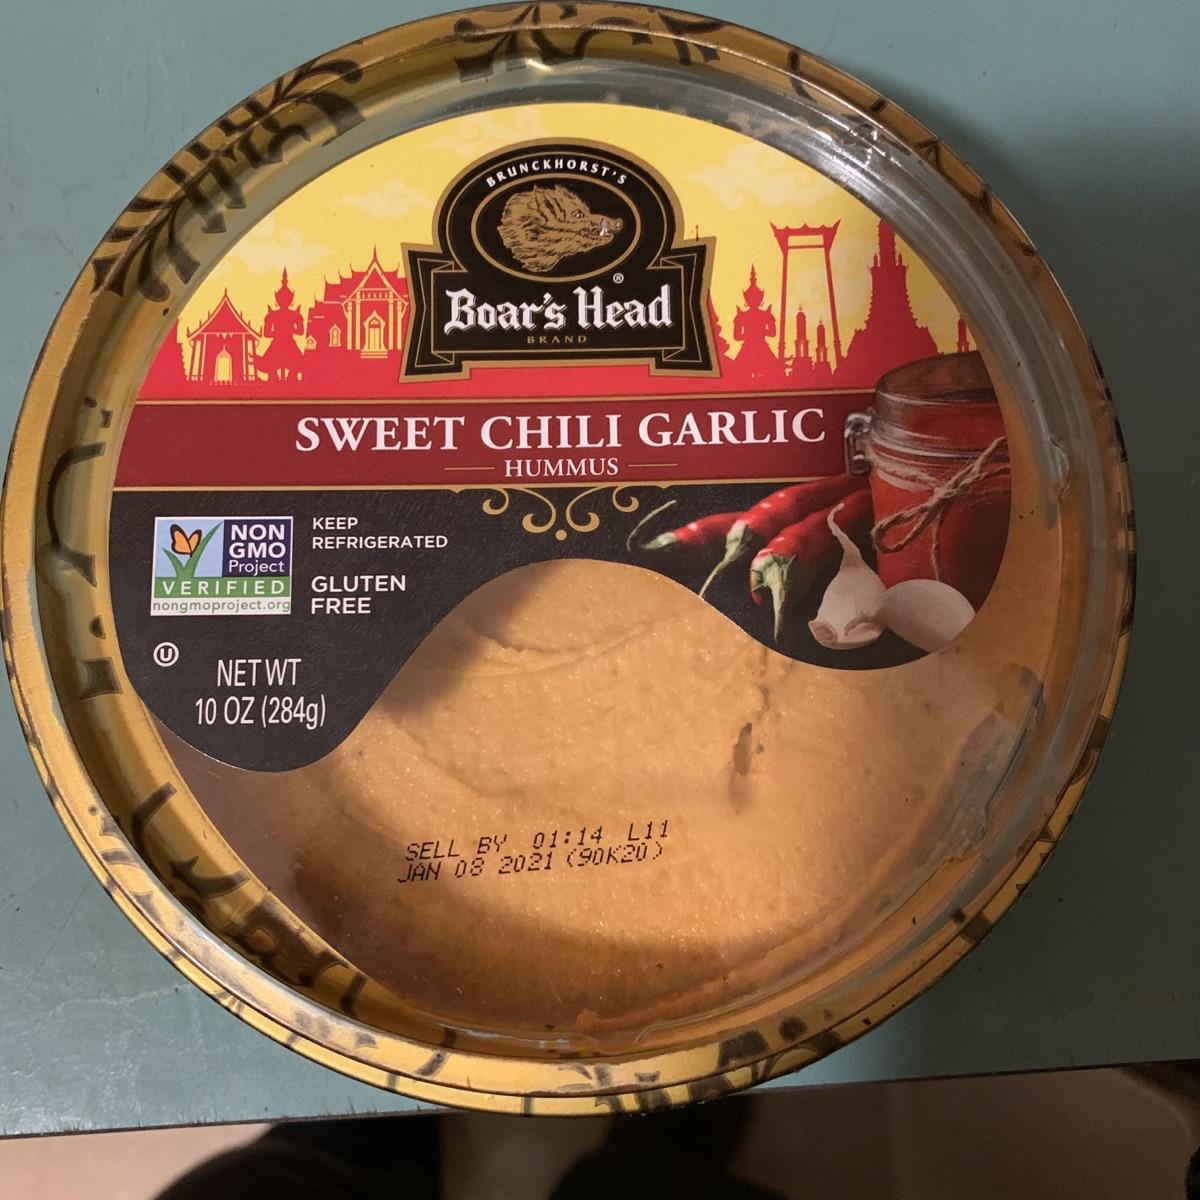 BRUNCKHORST'S
Boar's Head®
BRAND
SWEET CHILI GARLIC
HUMMUS
NON
GMO
Project
VERIFIED
nongmoproject.org
KEEP
REFRIGERATED
GLUTEN
FREE
U
NET WT
10 OZ (284g)
SELL BY 01:14 L11
JAN 08 2021 (90K20)